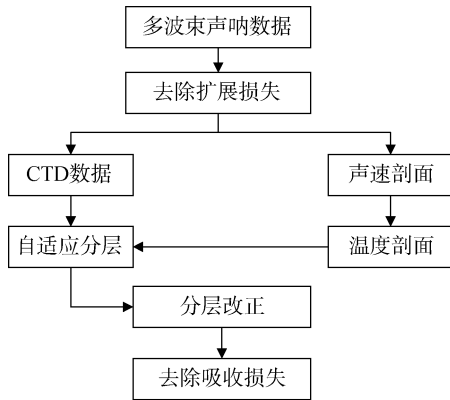 多波束声呐数据
去除扩展损失
CTD数据
声速剖面
自适应分层
温度剖面
分层改正
去除吸收损失